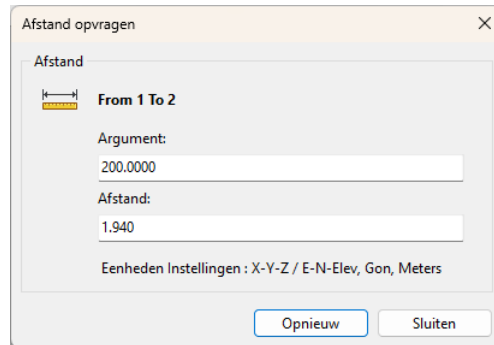 Afstand opvragen
Afstand
From 1 To 2
Argument:
200.0000
Afstand:
1.940
Eenheden Instellingen : X-Y-Z / E-N-Elev, Gon, Meters
Opnieuw
Sluiten